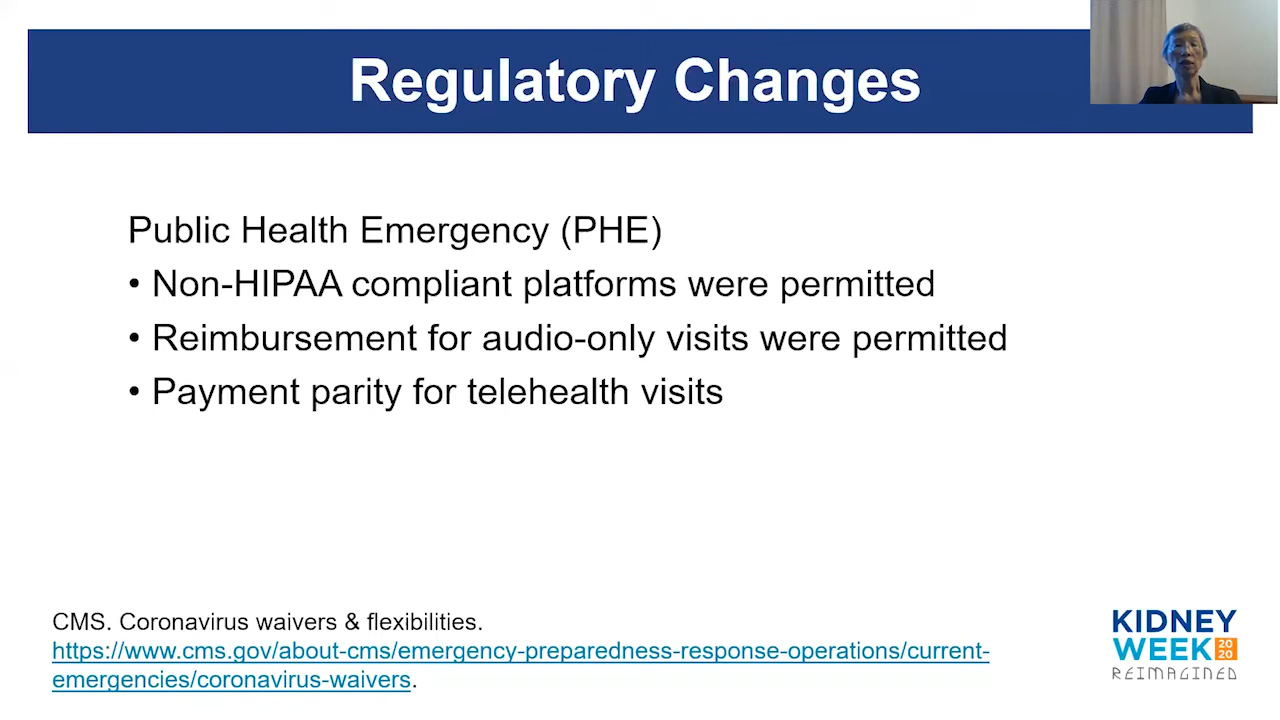 Regulatory Changes
Public Health Emergency (PHE)
• Non-HIPAA compliant platforms were permitted
• Reimbursement for audio-only visits were permitted
• Payment parity for telehealth visits
CMS. Coronavirus waivers & flexibilities.
https://www.cms.gov/about-cms/emergency-preparedness-response-operations/current-
emergencies/coronavirus-waivers.
KIDNEY
WEEK 2020
REIMAGINED